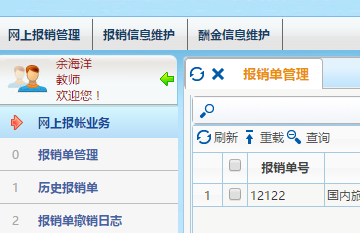 网上报销管理 报销信息维护 酬金信息维护
余海洋
教师
欢迎您！
网上报帐业务
0 报销单管理
1 历史报销单
2 报销单撤销日志
报销单管理
刷新 重载 查询
报销单号
1 12122 国内旅